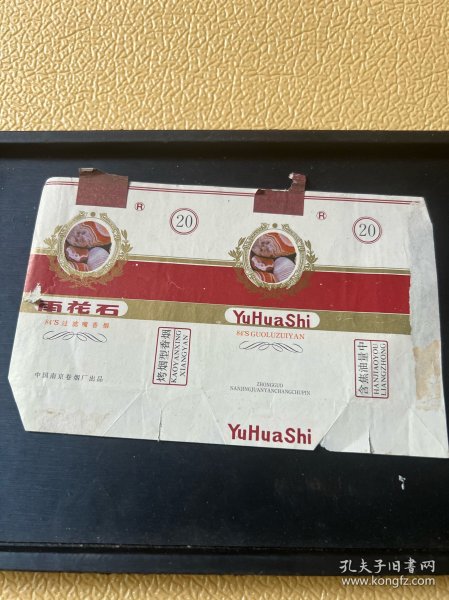 R
20
雨花石
84'S过滤嘴香烟
中国南京卷烟厂出品
烤烟型香烟
KAOYANXING
XIANGYAN
R
20
YuHuaShi
84'SGUOLUZUIYAN
ZHONGGUO
NANJINGJUANYANCHANGCHUPIN
含焦油量中
HANJIAOYOU
LIANGZHONG
YuHuaShi
孔夫子旧书网
www.kongfz.com